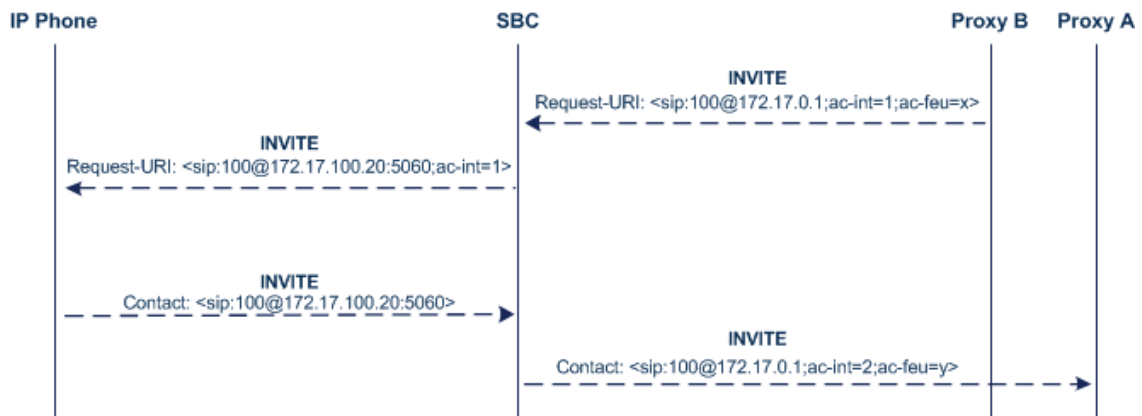 IP Phone SBC Proxy B Proxy A
INVITE
Request-URI: <sip:100@172.17.0.1;ac-int=1;ac-feu=x>
INVITE
Request-URI: <sip:100@172.17.100.20:5060;ac-int=1>
INVITE
Contact: <sip:100@172.17.100.20:5060>
INVITE
Contact: <sip:100@172.17.0.1;ac-int=2;ac-feu=y>